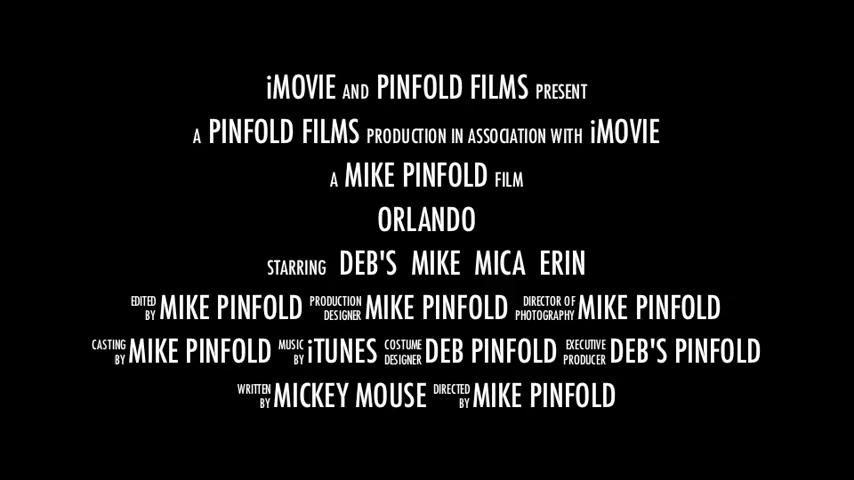 iMOVIE AND PINFOLD FILMS PRESENT
A PINFOLD FILMS PRODUCTION IN ASSOCIATION WITH iMOVIE
A MIKE PINFOLD FILM
ORLANDO
STARRING DEB'S MIKE MICA ERIN
EDITED BY MIKE PINFOLD PRODUCTION DESIGNER MIKE PINFOLD DIRECTOR OF PHOTOGRAPHY MIKE PINFOLD
CASTING BY MIKE PINFOLD MUSIC BY iTUNES COSTUME DESIGNER DEB PINFOLD EXECUTIVE PRODUCER DEB'S PINFOLD
WRITTEN BY MICKEY MOUSE DIRECTED BY MIKE PINFOLD